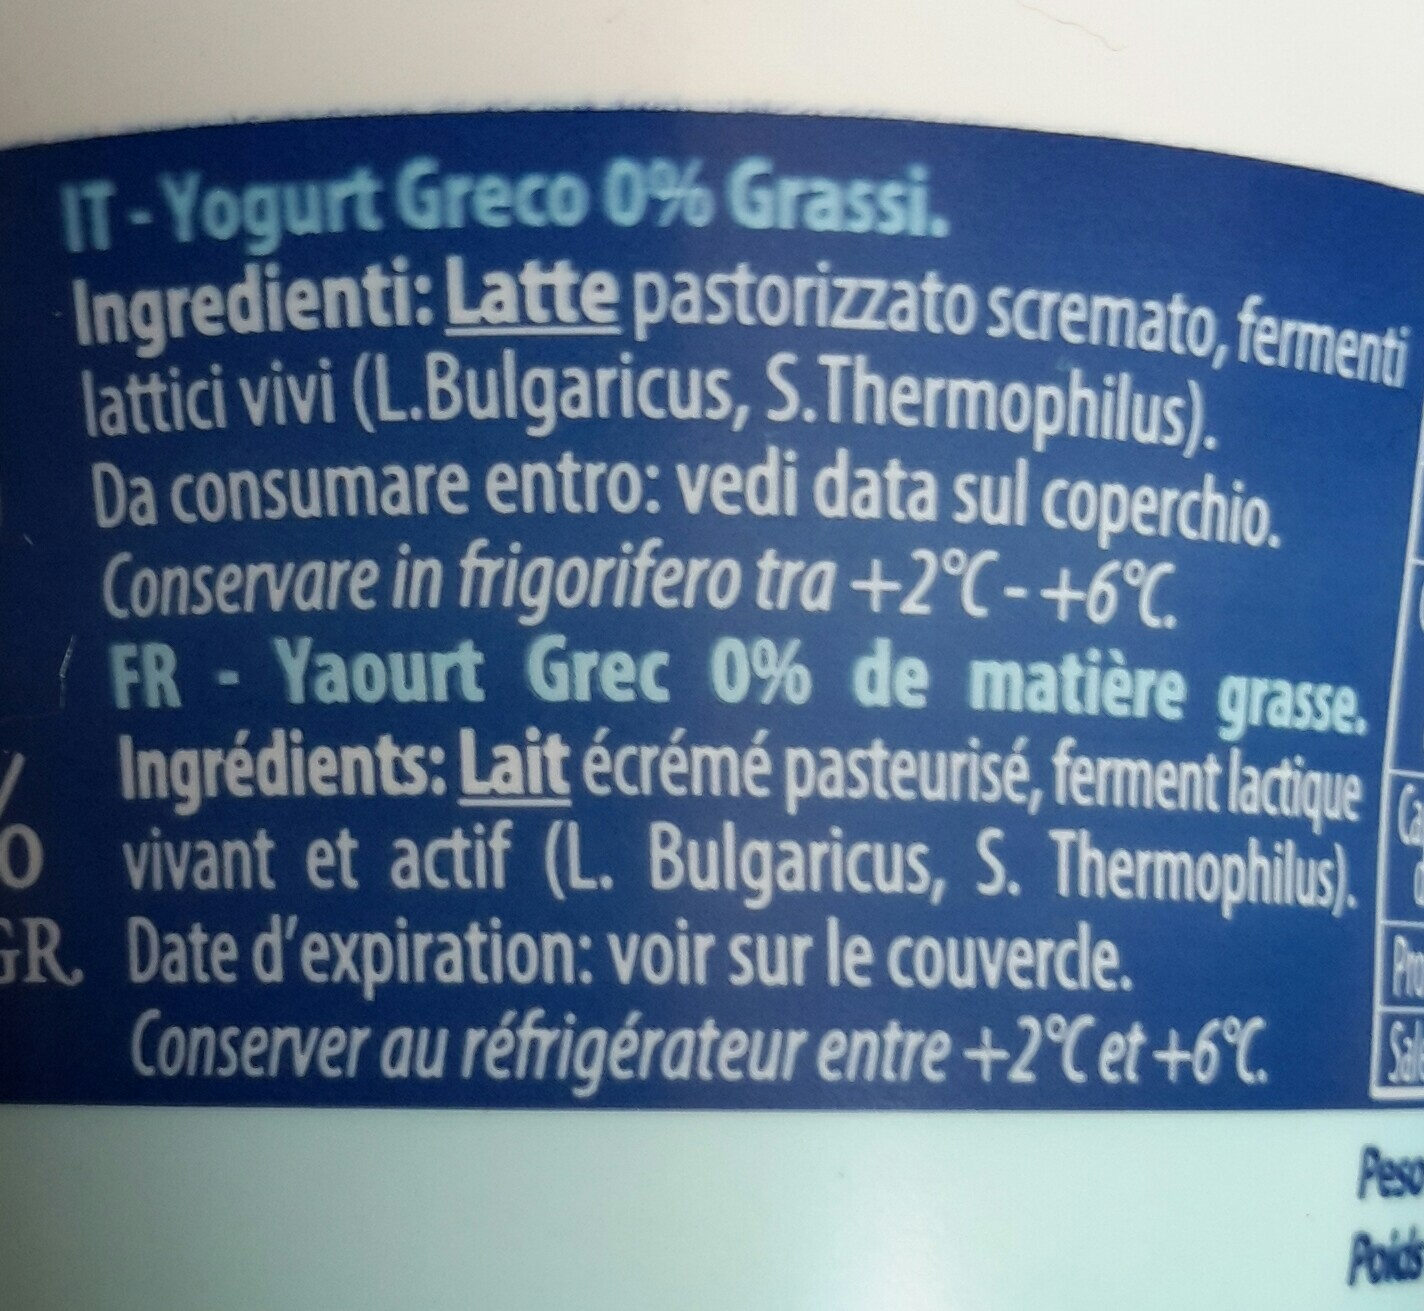 IT - Yogurt Greco 0% Grassi.
Ingredienti: Latte pastorizzato scremato, fermenti
lattici vivi (L.Bulgaricus, S.Thermophilus).
Da consumare entro: vedi data sul coperchio.
Conservare in frigorifero tra +2°C - +6°C.
FR - Yaourt Grec 0% de matière grasse.
Ingrédients: Lait écrémé pasteurisé, ferment lactique
vivant et actif (L. Bulgaricus, S. Thermophilus).
Date d'expiration: voir sur le couvercle.
Conserver au réfrigérateur entre +2°C et +6°C.
Peso
Poids